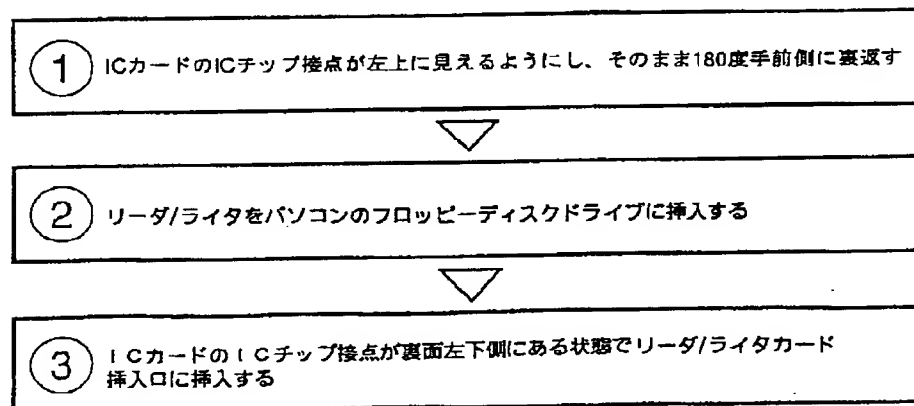 ① ICカードのICチップ接点が左上に見えるようにし、そのまま180度手前側に裏返す
② リーダ/ライタをパソコンのフロッピーディスクドライブに挿入する
③ ICカードのICチップ接点が裏面左下側にある状態でリーダ/ライタカード
挿入口に挿入する